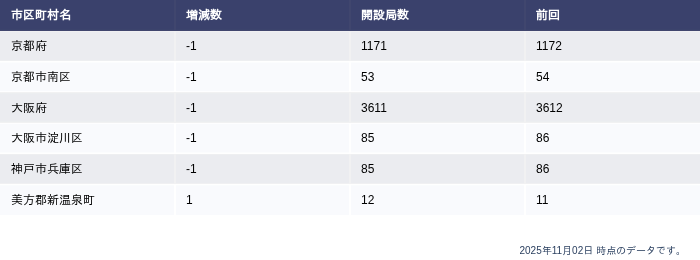 市区町村名 増減数 開設局数 前回
京都府 -1 1171 1172
京都市南区 -1 53 54
大阪府 -1 3611 3612
大阪市淀川区 -1 85 86
神戸市兵庫区 -1 85 86
美方郡新温泉町 1 12 11
2025年11月02日 時点のデータです。